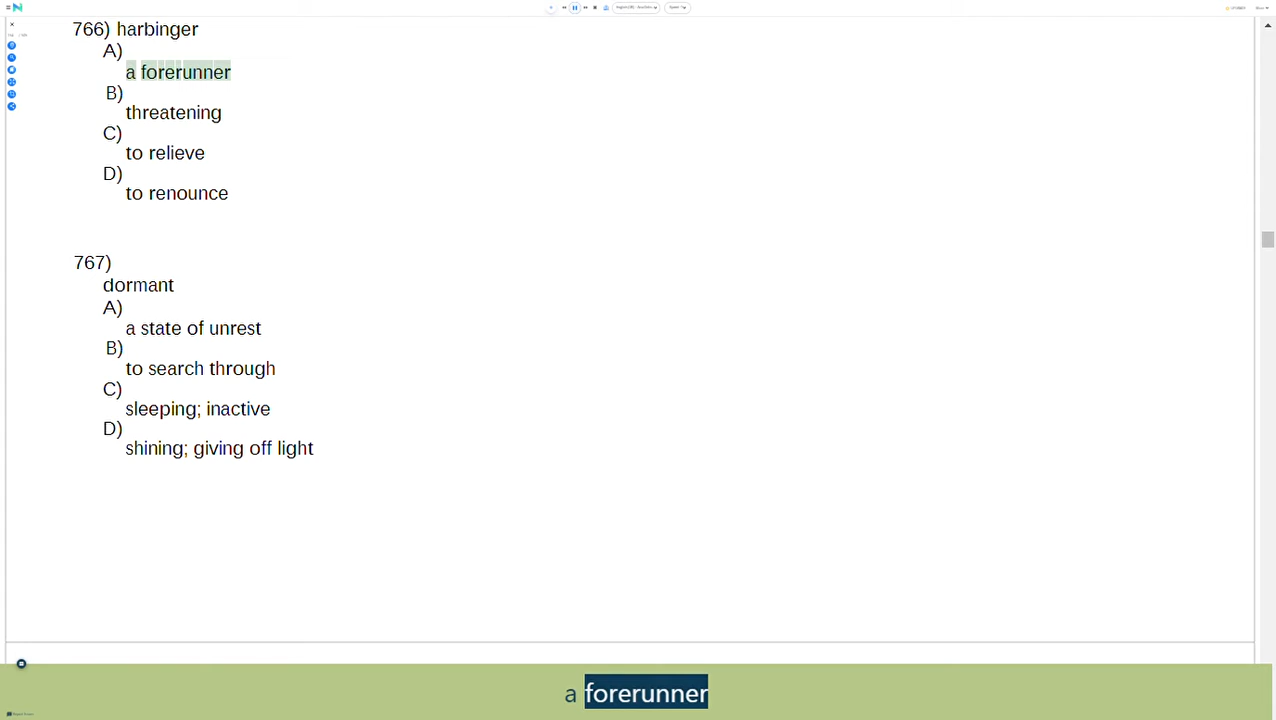 766) harbinger
A)
a forerunner
B)
threatening
C)
to relieve
D)
to renounce
767)
dormant
A)
a state of unrest
B)
to search through
C)
sleeping; inactive
D)
shining; giving off light
a forerunner